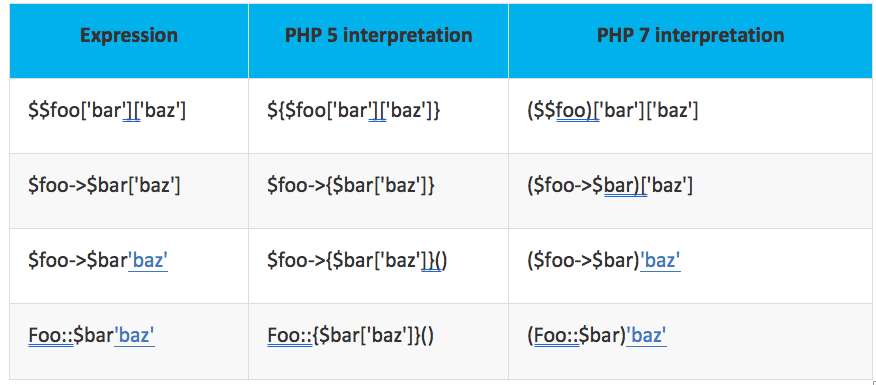 Expression PHP 5 interpretation PHP 7 interpretation
$$foo['bar']['baz'] ${$foo['bar']['baz']} ($$foo)['bar']['baz']
$foo->$bar['baz'] $foo->{$bar['baz']} ($foo->$bar)['baz']
$foo->$bar'baz' $foo->{$bar['baz']}() ($foo->$bar)'baz'
Foo::$bar'baz' Foo::{$bar['baz']}() (Foo::$bar)'baz'